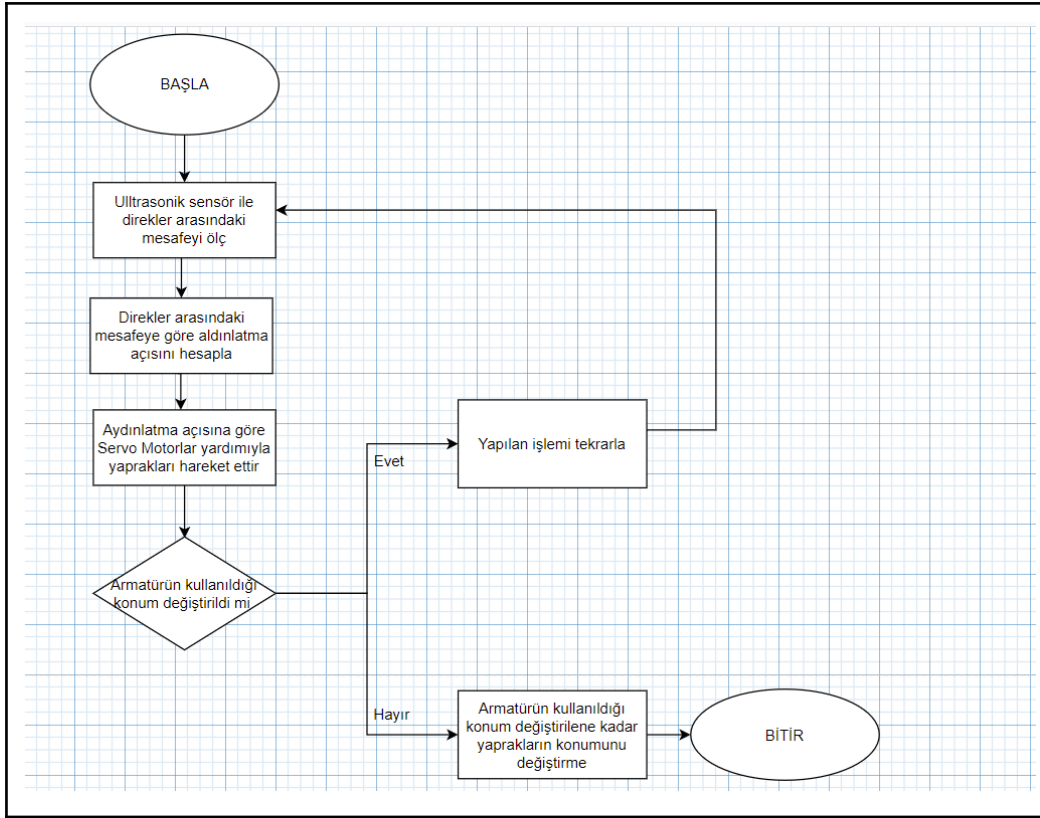 BAŞLA
Ulltrasonik sensör ile
direkler arasındaki
mesafeyi ölç
Direkler arasındaki
mesafeye göre aldınlatma
açısını hesapla
Aydınlatma açısına göre
Servo Motorlar yardımıyla
yaprakları hareket ettir
Armatürün kullanıldığı
konum değiştirildi mi
Evet
Yapılan işlemi tekrarla
Hayır
Armatürün kullanıldığı
konum değiştirilene kadar
yaprakların konumunu
değiştirme
BİTİR